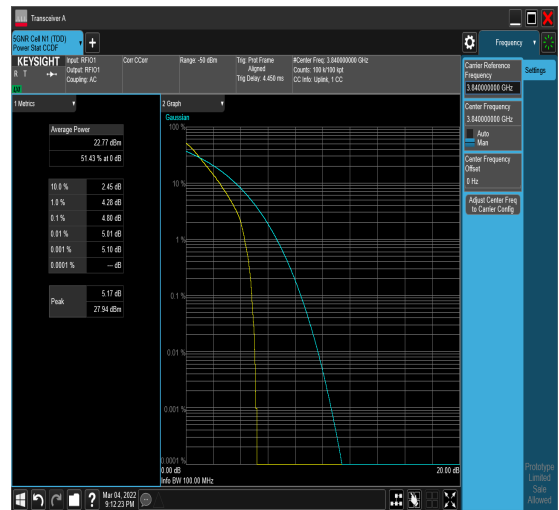 Transceiver A
5GNR Cell N1 (TDD)
Power Stat CCDF
Frequency
KEYSIGHT
R T
Input: RFIO1
Output: RFIO1
Coupling: AC
Corr CCorr
Range: -50 dBm
Trig: Prot Frame
Aligned
Trig Delay: 4.450 ms
#Center Freq: 3.840000000 GHz
Counts: 100 k/100 kpt
CC Info: Uplink, 1 CC
1 Metrics
Average Power
22.77 dBm
51.43 % at 0 dB
10.0 % 2.45 dB
1.0 % 4.28 dB
0.1 % 4.80 dB
0.01 % 5.01 dB
0.001 % 5.10 dB
0.0001 % --- dB
Peak
5.17 dB
27.94 dBm
2 Graph
Gaussian
100 %
10 %
1 %
0.1 %
0.01 %
0.001 %
0.0001 %
0.00 dB
20.00 dB
Info BW 100.00 MHz
Carrier Reference
Frequency
3.840000000 GHz
Settings
Center Frequency
3.840000000 GHz
Auto
Man
Center Frequency
Offset
0 Hz
Adjust Center Freq
to Carrier Config
Prototype
Limited
Sale
Allowed
?
Mar 04, 2022
9:12:23 PM